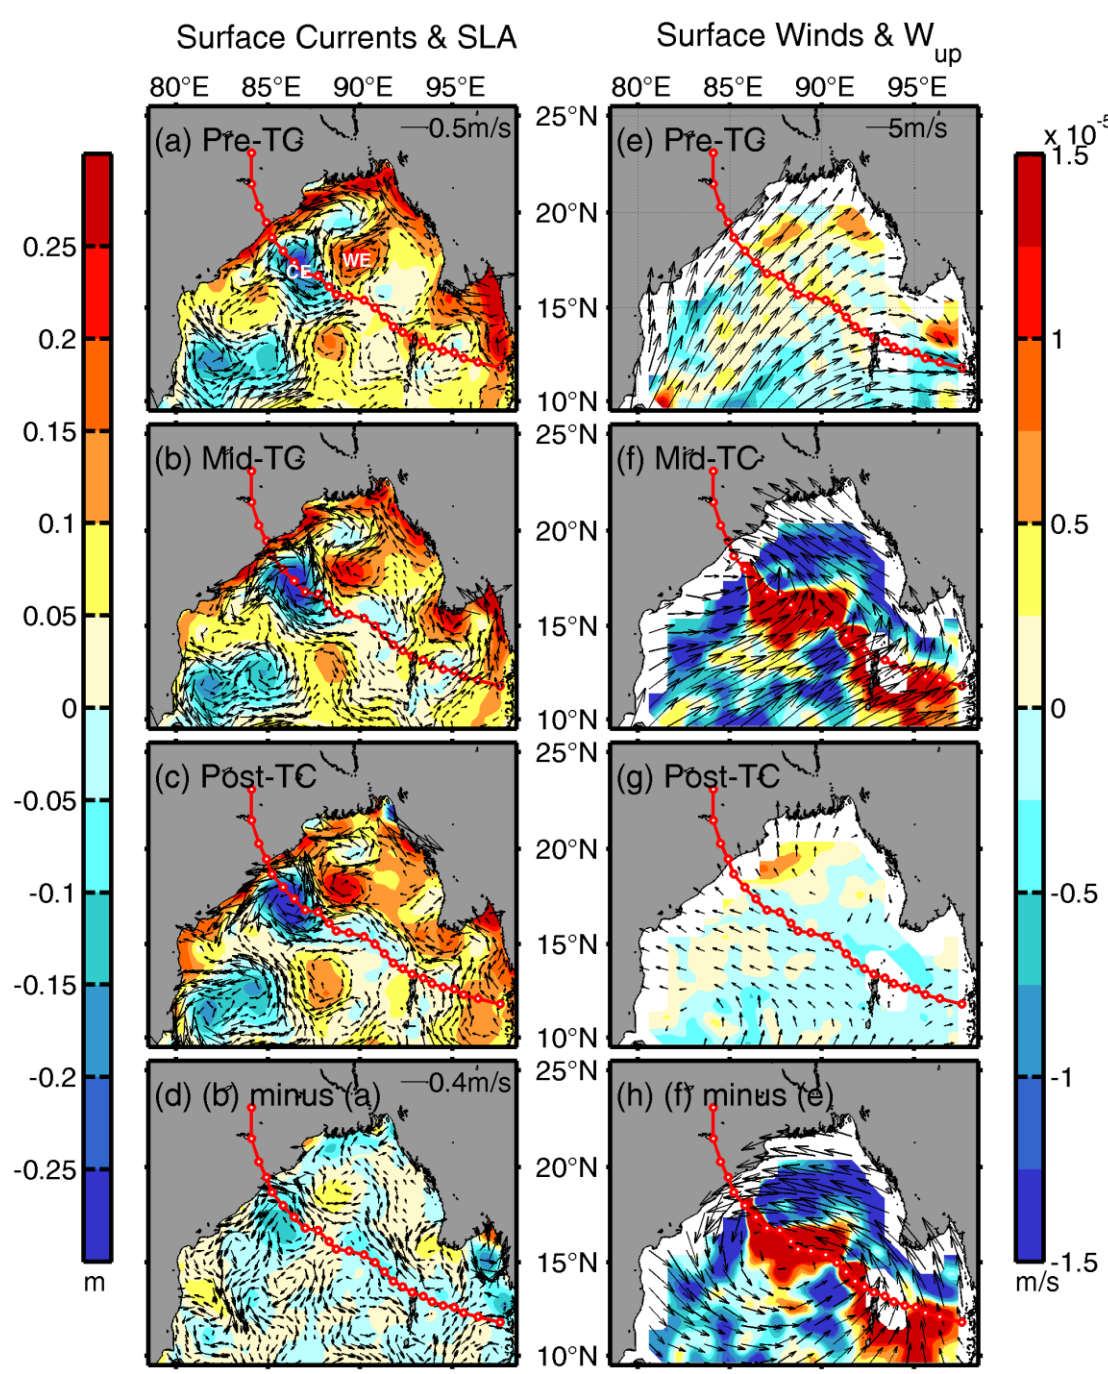 Surface Currents & SLA
Surface Winds & Wup
80°E 85°E 90°E 95°E
80°E 85°E 90°E 95°E
(a) Pre-TC
0.5m/s
CE
WE
25°N
20°N
15°N
10°N
(e) Pre-TC
5m/s
(b) Mid-TC
25°N
20°N
15°N
10°N
(f) Mid-TC
(c) Post-TC
25°N
20°N
15°N
10°N
(g) Post-TC
(d) (b) minus (a)
0.4m/s
25°N
20°N
15°N
10°N
(h) (f) minus (e)
0.25
0.2
0.15
0.1
0.05
0
-0.05
-0.1
-0.15
-0.2
-0.25
m
x 10-5
1.5
1
0.5
0
-0.5
-1
-1.5
m/s